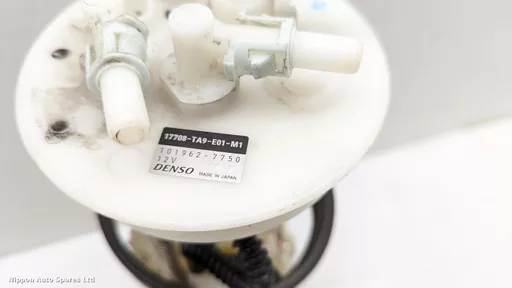 17708-TA9-E01-M1
101962-7750
12V
DENSO MADE IN JAPAN
Nippon Auto Spares Ltd